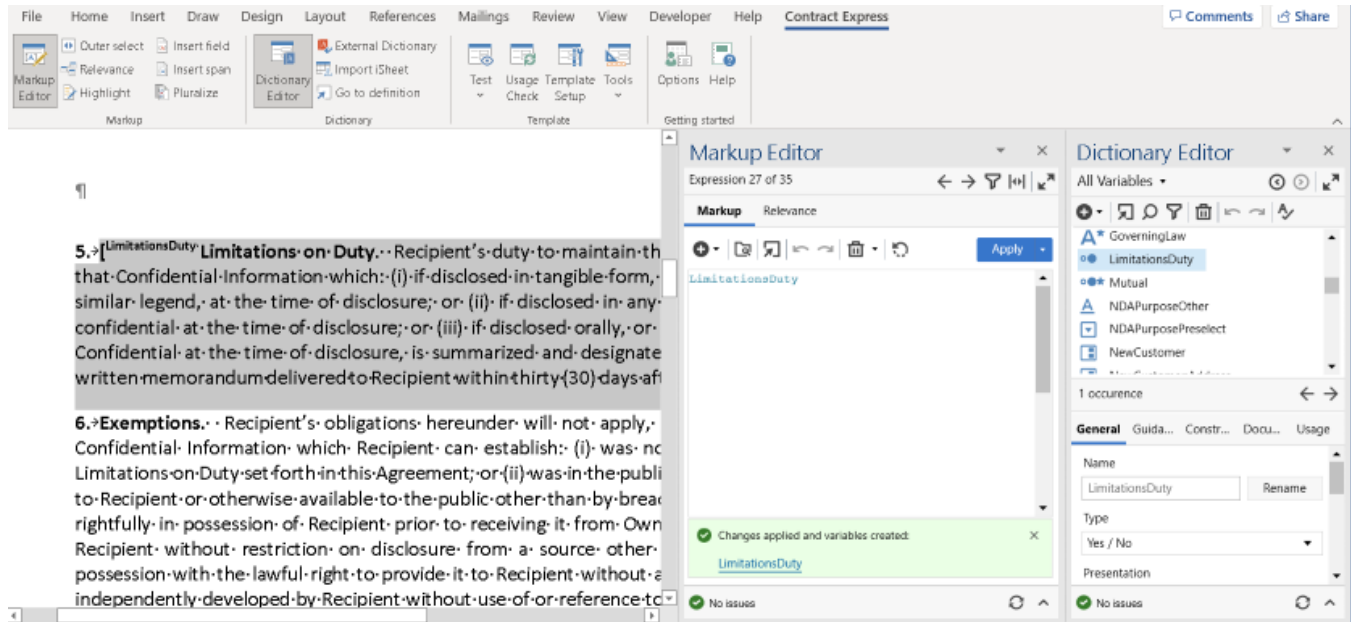 File Home Insert Draw Design Layout References Mailings Review View Developer Help Contract Express Comments Share
Outer select Insert field External Dictionary
Relevance Insert span Import iSheet
Highlight Pluralize Go to definition
Markup Editor Dictionary Editor Test Usage Check Template Setup Tools Options Help
Markup Dictionary Template Getting started
¶
5.→[LimitationsDuty·Limitations·on·Duty.··Recipient’s·duty·to·maintain·th
that·Confidential·Information·which:·(i)·if·disclosed·in·tangible·form,·
similar·legend,·at·the·time·of·disclosure;·or·(ii)·if·disclosed·in·any·
confidential·at·the·time·of·disclosure;·or·(iii)·if·disclosed·orally,·or·
Confidential·at·the·time·of·disclosure,·is·summarized·and·designate
written·memorandum·delivered·to·Recipient·within·thirty·(30)·days·aft
6.→Exemptions.··Recipient’s·obligations·hereunder·will·not·apply,·
Confidential·Information·which·Recipient·can·establish:·(i)·was·no
Limitations·on·Duty·set·forth·in·this·Agreement;·or·(ii)·was·in·the·publi
to·Recipient·or·otherwise·available·to·the·public·other·than·by·brea
rightfully·in·possession·of·Recipient·prior·to·receiving·it·from·Own
Recipient·without·restriction·on·disclosure·from·a·source·other·
possession·with·the·lawful·right·to·provide·it·to·Recipient·without·a
independently·developed·by·Recipient·without·use·of·or·reference·to
Markup Editor
Expression 27 of 35
Markup Relevance
Apply
LimitationsDuty
Changes applied and variables created:
LimitationsDuty
No issues
Dictionary Editor
All Variables
GoverningLaw
LimitationsDuty
Mutual
NDAPurposeOther
NDAPurposePreselect
NewCustomer
1 occurence
General Guida... Constr... Docu... Usage
Name
LimitationsDuty Rename
Type
Yes / No
Presentation
No issues